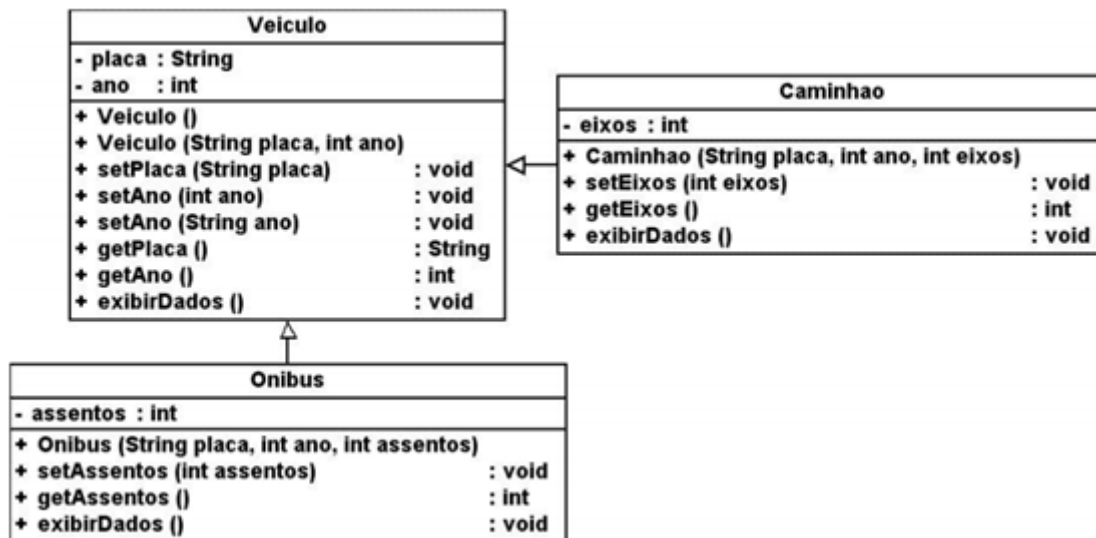 Veiculo
- placa : String
- ano : int
+ Veiculo ()
+ Veiculo (String placa, int ano)
+ setPlaca (String placa) : void
+ setAno (int ano) : void
+ setAno (String ano) : void
+ getPlaca () : String
+ getAno () : int
+ exibirDados () : void
Caminhao
- eixos : int
+ Caminhao (String placa, int ano, int eixos)
+ setEixos (int eixos) : void
+ getEixos () : int
+ exibirDados () : void
Onibus
- assentos : int
+ Onibus (String placa, int ano, int assentos)
+ setAssentos (int assentos) : void
+ getAssentos () : int
+ exibirDados () : void